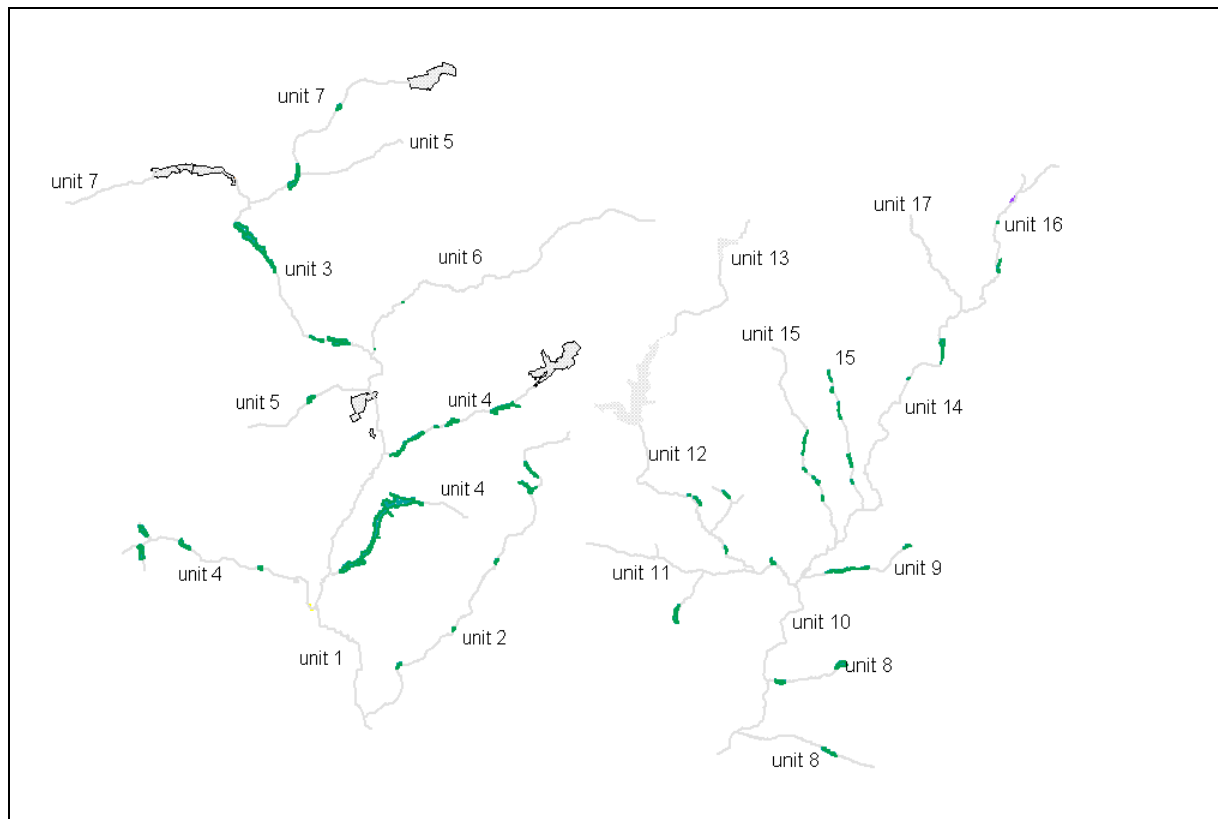 unit 7
unit 5
unit 7
unit 17
unit 16
unit 6
unit 13
unit 3
unit 15
15
unit 5
unit 4
unit 14
unit 12
unit 4
unit 4
unit 11
unit 9
unit 10
unit 2
unit 1
unit 8
unit 8